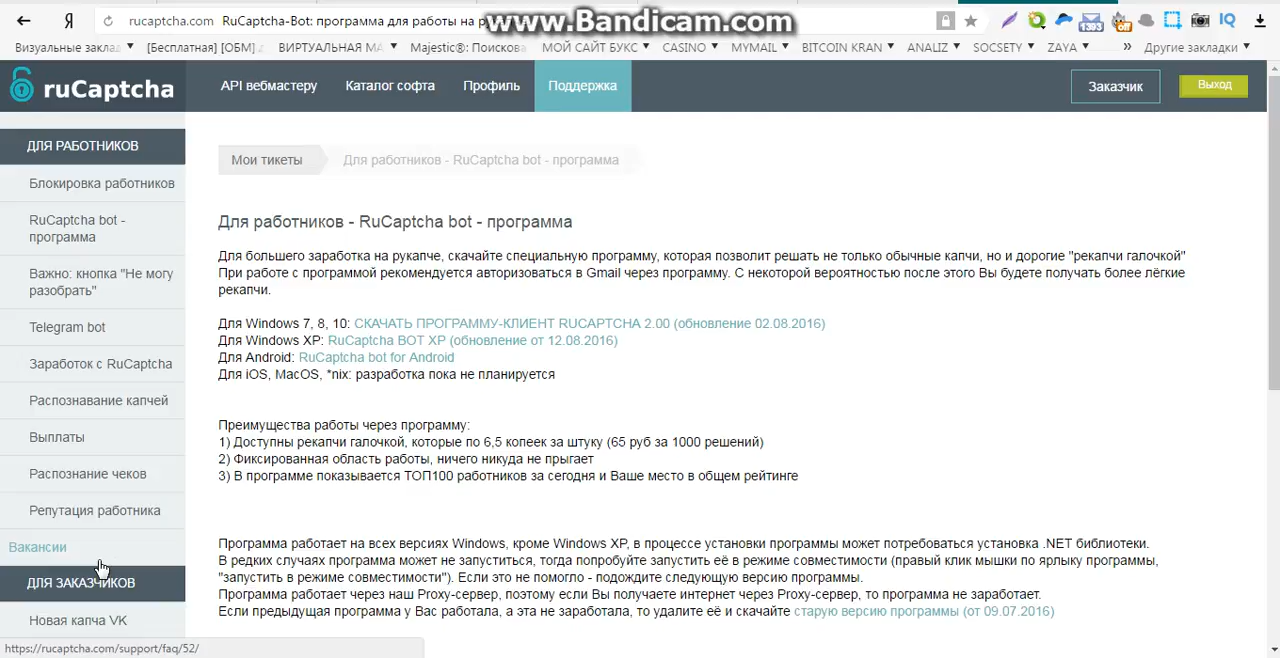 Я rucaptcha.com RuCaptcha-Bot: программа для работы на р
www.Bandicam.com
1393 off IQ
Визуальные заклад [Бесплатная] [ОБМ] ВИРТУАЛЬНАЯ МА Majestic®: Поискова МОЙ САЙТ БУКС CASINO MYMAIL BITCOIN KRAN ANALIZ SOCSETY ZAYA » Другие закладки
ruCaptcha API вебмастеру Каталог софта Профиль Поддержка Заказчик Выход
ДЛЯ РАБОТНИКОВ
Блокировка работников
RuCaptcha bot -
программа
Важно: кнопка "Не могу
разобрать"
Telegram bot
Заработок с RuCaptcha
Распознавание капчей
Выплаты
Распознание чеков
Репутация работника
Вакансии
ДЛЯ ЗАКАЗЧИКОВ
Новая капча VK
https://rucaptcha.com/support/faq/52/
Мои тикеты Для работников - RuCaptcha bot - программа
Для работников - RuCaptcha bot - программа
Для большего заработка на рукапче, скачайте специальную программу, которая позволит решать не только обычные капчи, но и дорогие "рекапчи галочкой"
При работе с программой рекомендуется авторизоваться в Gmail через программу. С некоторой вероятностью после этого Вы будете получать более лёгкие
рекапчи.
Для Windows 7, 8, 10: СКАЧАТЬ ПРОГРАММУ-КЛИЕНТ RUCAPTCHA 2.00 (обновление 02.08.2016)
Для Windows XP: RuCaptcha BOT XP (обновление от 12.08.2016)
Для Android: RuCaptcha bot for Android
Для iOS, MacOS, *nix: разработка пока не планируется
Преимущества работы через программу:
1) Доступны рекапчи галочкой, которые по 6,5 копеек за штуку (65 руб за 1000 решений)
2) Фиксированная область работы, ничего никуда не прыгает
3) В программе показывается ТОП100 работников за сегодня и Ваше место в общем рейтинге
Программа работает на всех версиях Windows, кроме Windows XP, в процессе установки программы может потребоваться установка .NET библиотеки.
В редких случаях программа может не запуститься, тогда попробуйте запустить её в режиме совместимости (правый клик мышки по ярлыку программы,
"запустить в режиме совместимости"). Если это не помогло - подождите следующую версию программы.
Программа работает через наш Proxy-сервер, поэтому если Вы получаете интернет через Proxy-сервер, то программа не заработает.
Если предыдущая программа у Вас работала, а эта не заработала, то удалите её и скачайте старую версию программы (от 09.07.2016)